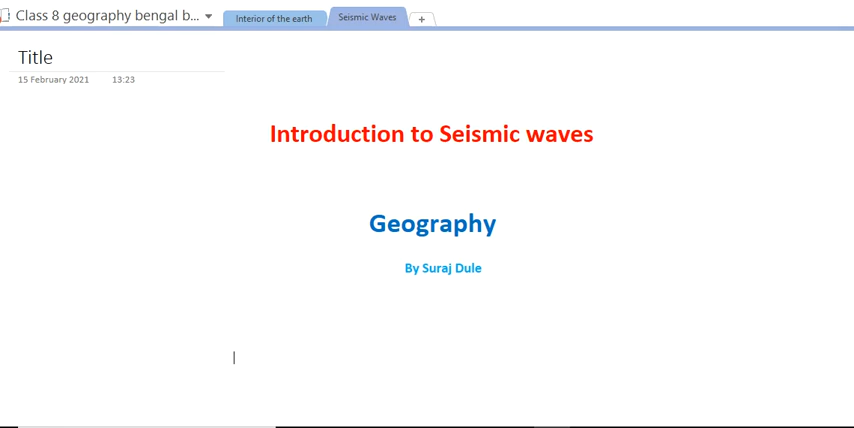 Class 8 geography bengal b...
Interior of the earth
Seismic Waves
+
Title
15 February 2021 13:23
Introduction to Seismic waves
Geography
By Suraj Dule